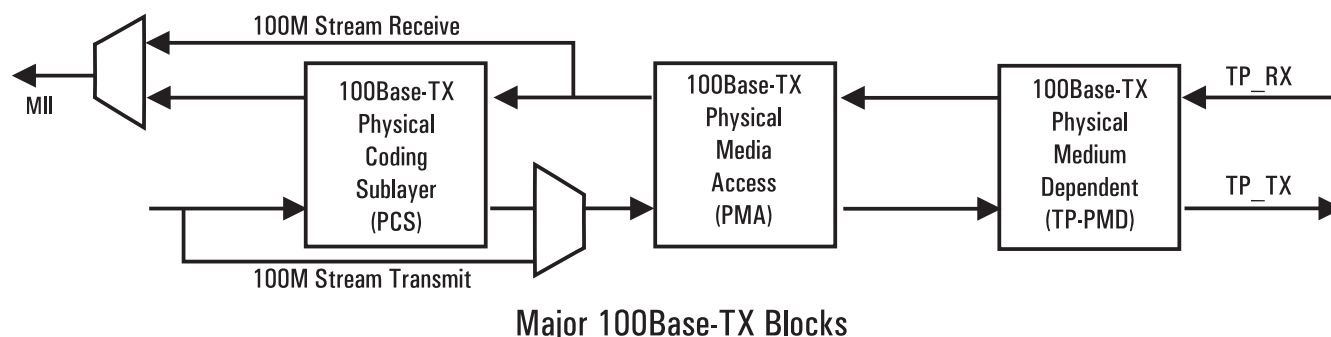 100M Stream Receive
MII
100Base-TX
Physical
Coding
Sublayer
(PCS)
100Base-TX
Physical
Media
Access
(PMA)
100Base-TX
Physical
Medium
Dependent
(TP-PMD)
TP_RX
TP_TX
100M Stream Transmit
Major 100Base-TX Blocks